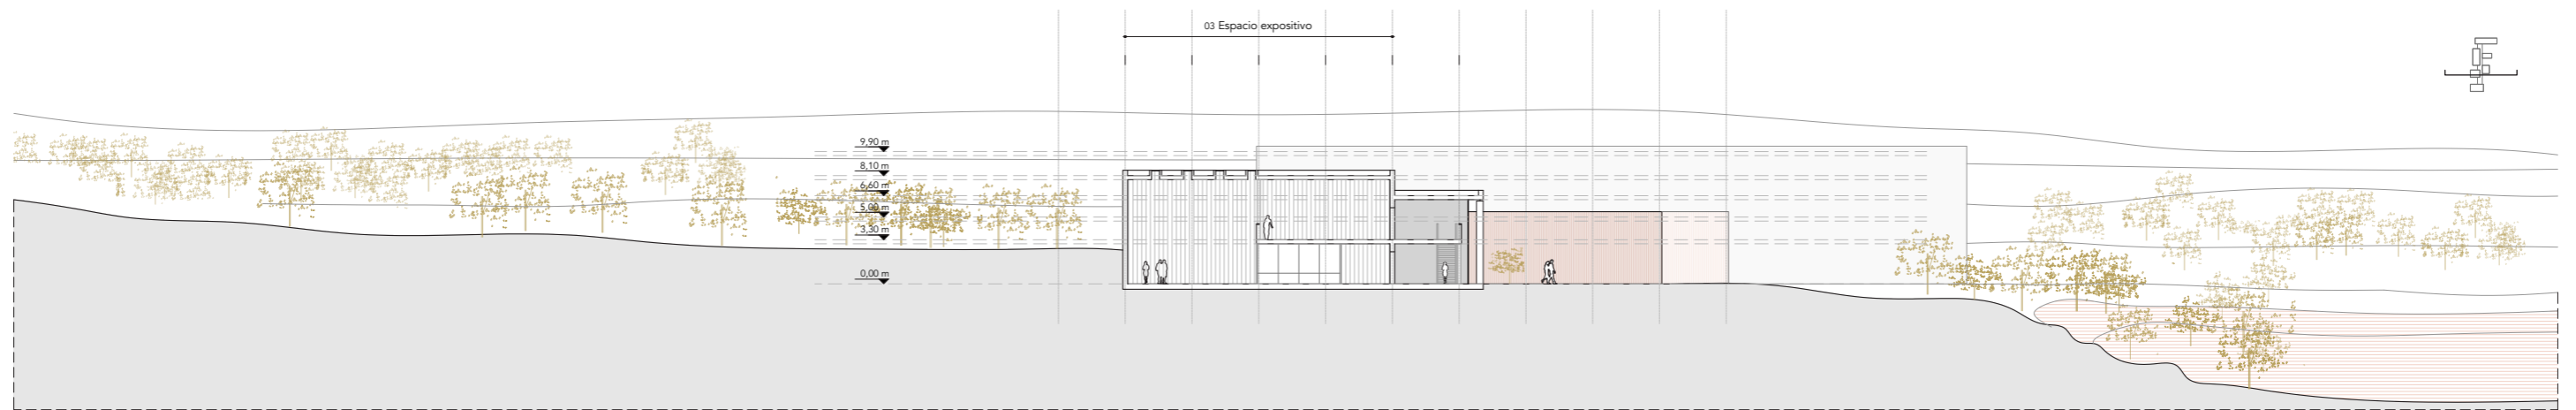 03 Espacio expositivo
9,90 m
8,10 m
6,60 m
5,00 m
3,30 m
0,00 m